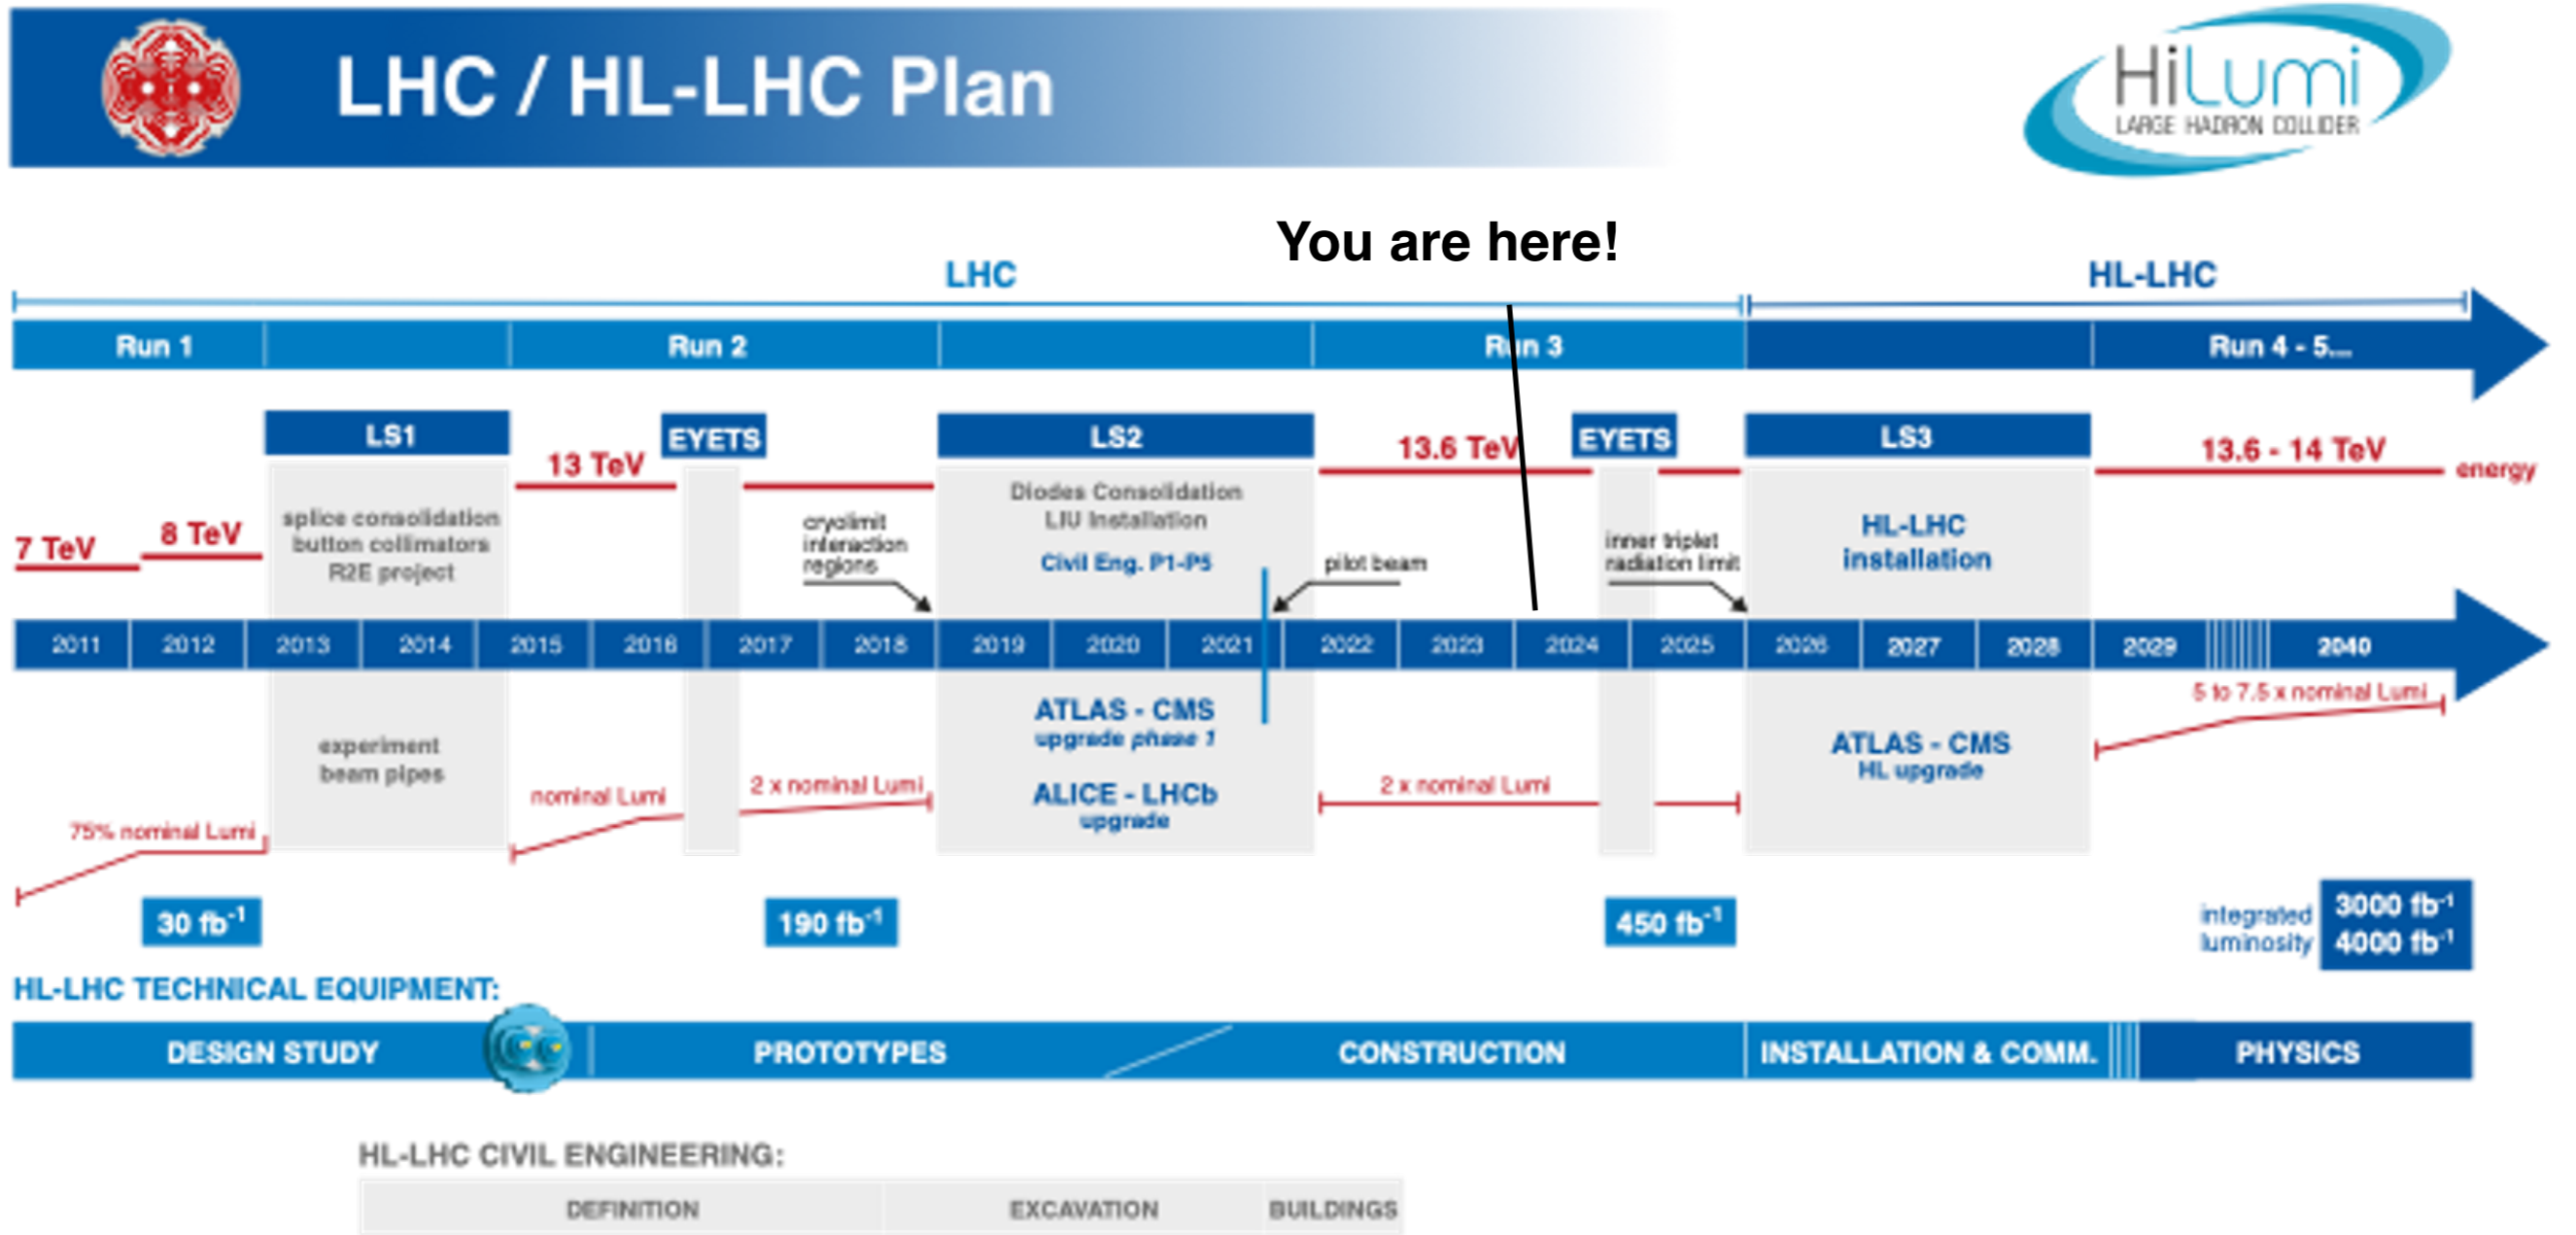 LHC / HL-LHC Plan
HiLumi
LARGE HADRON COLLIDER
You are here!
LHC
HL-LHC
Run 1
Run 2
Run 3
Run 4 - 5...
LS1
EYETS
LS2
EYETS
LS3
7 TeV
8 TeV
13 TeV
13.6 TeV
13.6 - 14 TeV
energy
splice consolidation
button collimators
R2E project
cryolimit
interaction
regions
Diodes Consolidation
LIU Installation
Civil Eng. P1-P5
pilot beam
inner triplet
radiation limit
HL-LHC
installation
2011 2012 2013 2014 2015 2016 2017 2018 2019 2020 2021 2022 2023 2024 2025 2026 2027 2028 2029 2040
experiment
beam pipes
75% nominal Lumi
nominal Lumi
2 x nominal Lumi
ATLAS - CMS
upgrade phase 1
ALICE - LHCb
upgrade
2 x nominal Lumi
ATLAS - CMS
HL upgrade
5 to 7.5 x nominal Lumi
30 fb-1
190 fb-1
450 fb-1
integrated
luminosity
3000 fb-1
4000 fb-1
HL-LHC TECHNICAL EQUIPMENT:
DESIGN STUDY
PROTOTYPES
CONSTRUCTION
INSTALLATION & COMM.
PHYSICS
HL-LHC CIVIL ENGINEERING:
DEFINITION
EXCAVATION
BUILDINGS